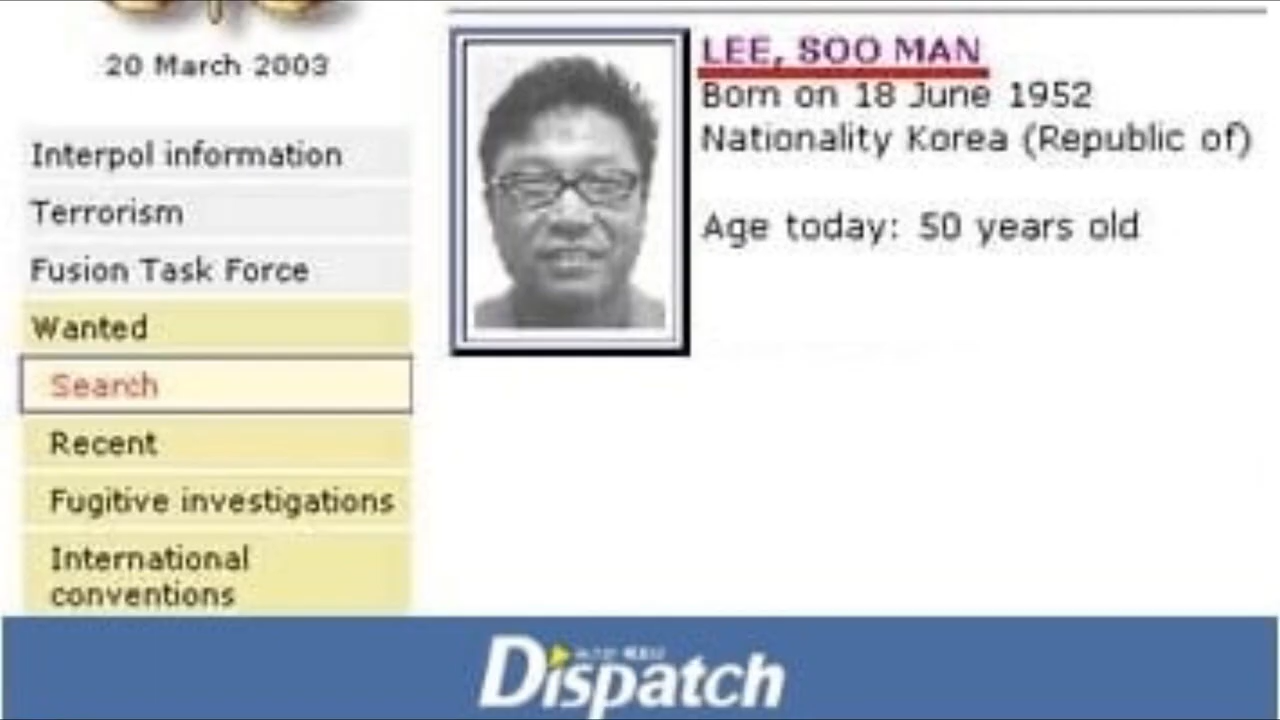 20 March 2003
Interpol information
Terrorism
Fusion Task Force
Wanted
Search
Recent
Fugitive investigations
International
conventions
LEE, SOO MAN
Born on 18 June 1952
Nationality Korea (Republic of)
Age today: 50 years old
Dispatch